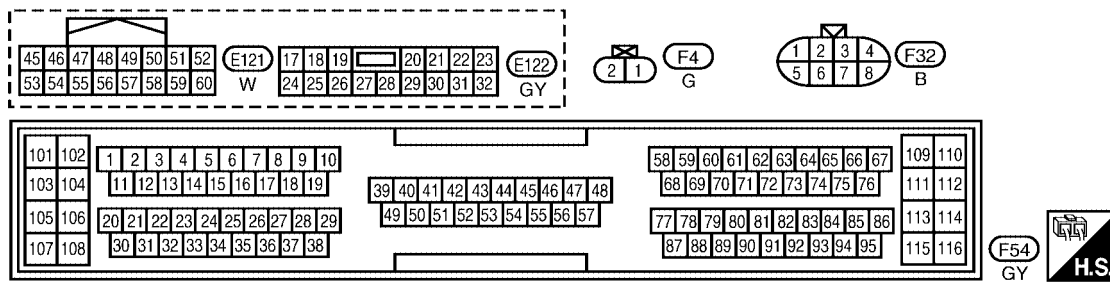 45 46 47 48 49 50 51 52
53 54 55 56 57 58 59 60
E121
W
17 18 19 20 21 22 23
24 25 26 27 28 29 30 31 32
E122
GY
2 1
F4
G
1 2 3 4
5 6 7 8
F32
B
101 102
103 104
105 106
107 108
1 2 3 4 5 6 7 8 9 10
11 12 13 14 15 16 17 18 19
20 21 22 23 24 25 26 27 28 29
30 31 32 33 34 35 36 37 38
39 40 41 42 43 44 45 46 47 48
49 50 51 52 53 54 55 56 57
58 59 60 61 62 63 64 65 66 67
68 69 70 71 72 73 74 75 76
77 78 79 80 81 82 83 84 85 86
87 88 89 90 91 92 93 94 95
109 110
111 112
113 114
115 116
F54
GY
H.S.